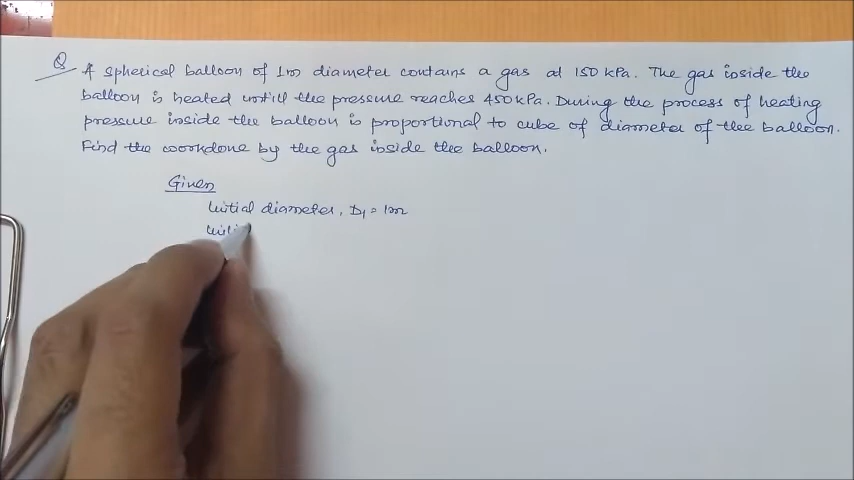 Q A spherical balloon of 1m diameter contains a gas at 150 kPa. The gas inside the
balloon is heated untill the pressure reaches 450 kPa. During the process of heating
pressure inside the balloon is proportional to cube of diameter of the balloon.
Find the workdone by the gas inside the balloon.
Given
Initial diameter, D₁ = 1m